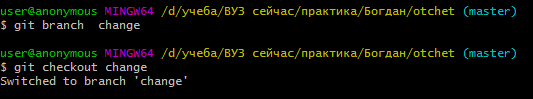 user@anonymous MINGW64 /d/учеба/ВУЗ сейчас/практика/Богдан/otchet (master)
$ git branch  change
user@anonymous MINGW64 /d/учеба/ВУЗ сейчас/практика/Богдан/otchet (master)
$ git checkout change
Switched to branch 'change'